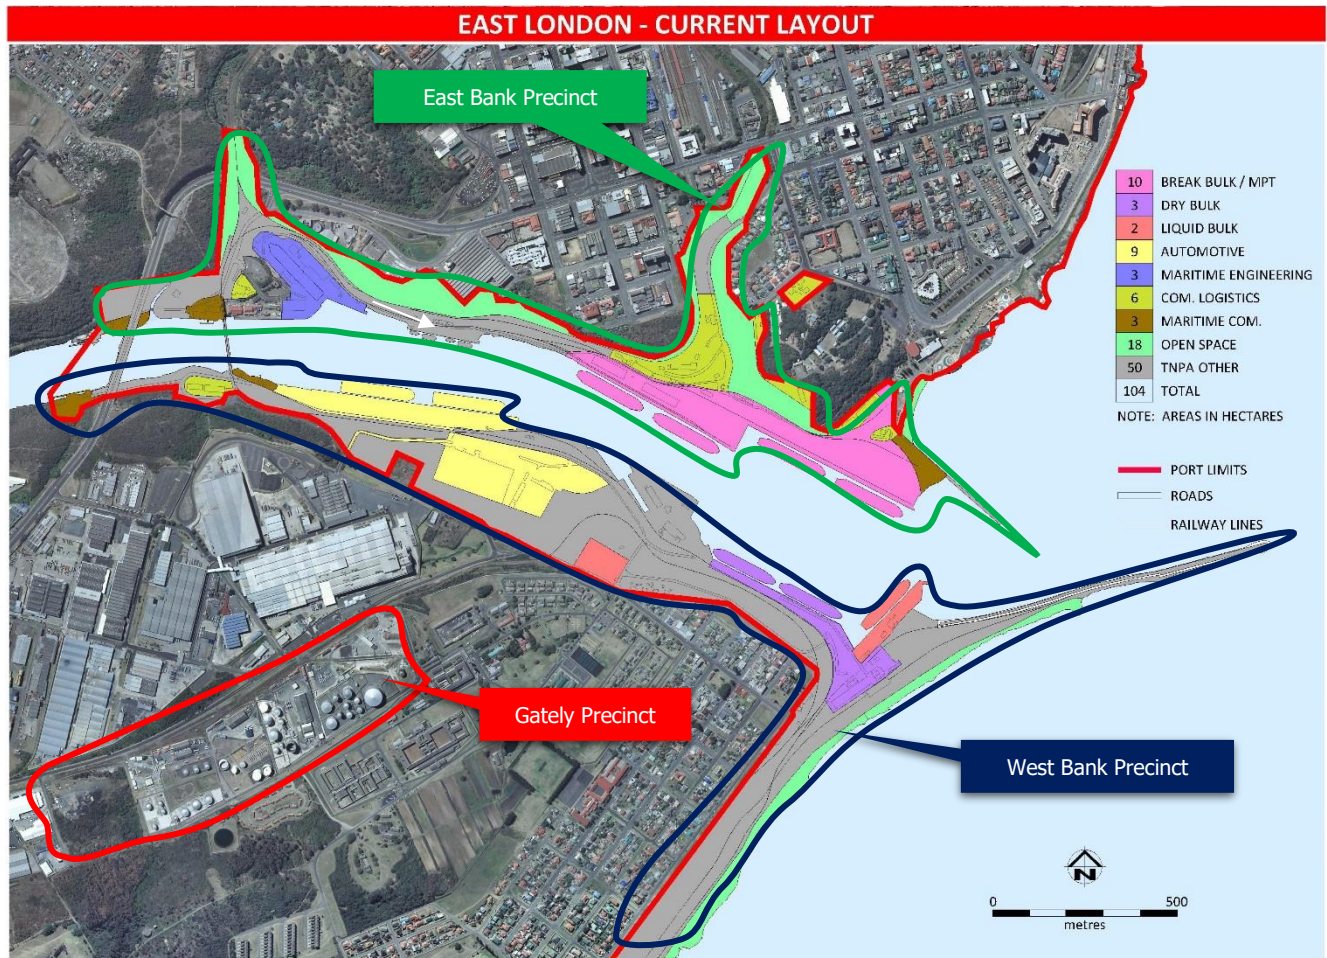 EAST LONDON - CURRENT LAYOUT
East Bank Precinct
10 BREAK BULK / MPT
3 DRY BULK
2 LIQUID BULK
9 AUTOMOTIVE
3 MARITIME ENGINEERING
6 COM. LOGISTICS
3 MARITIME COM.
18 OPEN SPACE
50 TNPA OTHER
104 TOTAL
NOTE: AREAS IN HECTARES
PORT LIMITS
ROADS
RAILWAY LINES
Gately Precinct
West Bank Precinct
N
0 500
metres